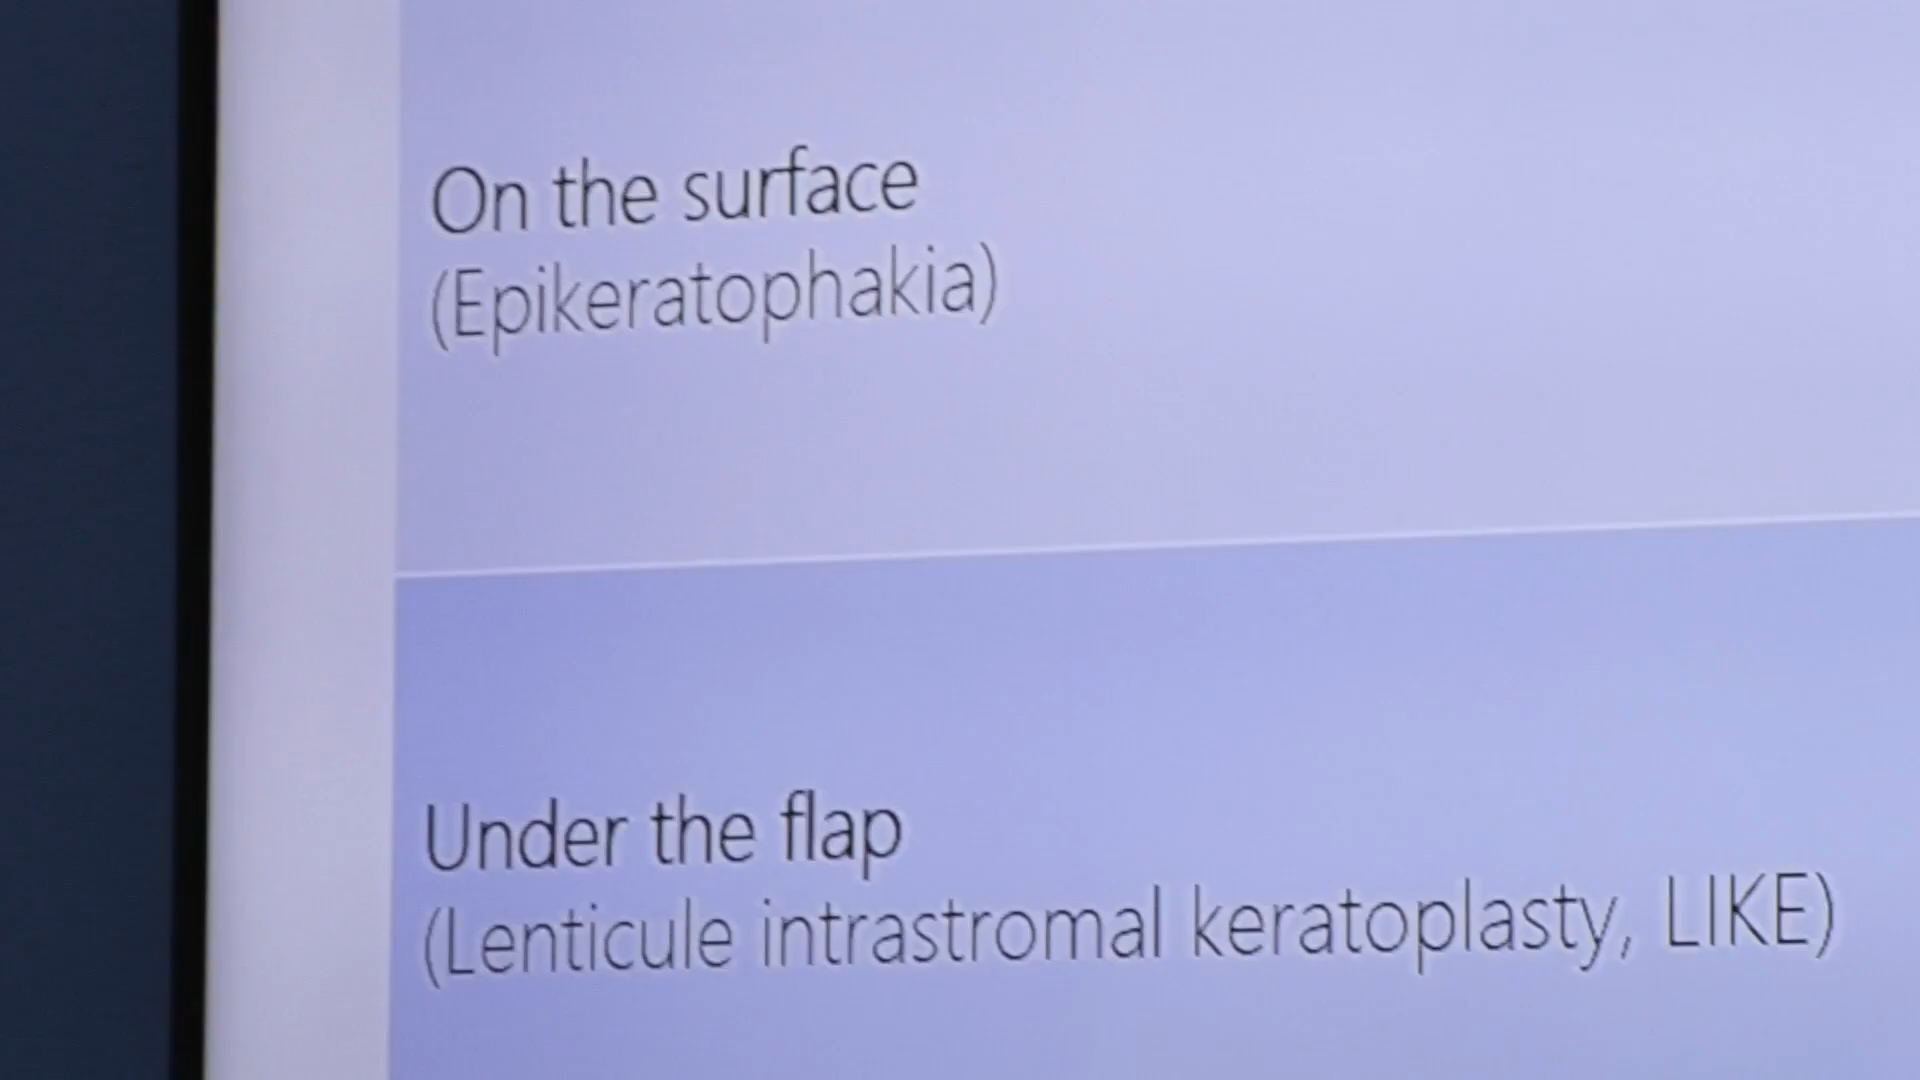 On the surface
(Epikeratophakia)
Under the flap
(Lenticule intrastromal keratoplasty, LIKE)